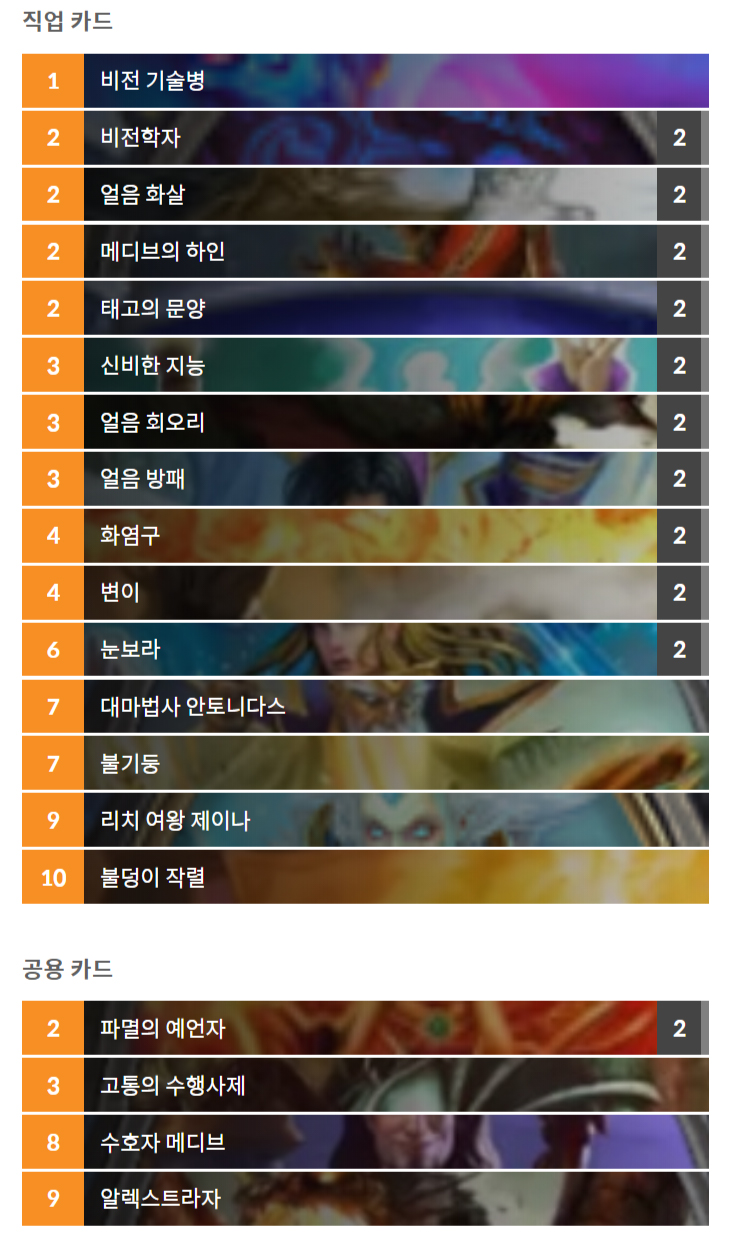 직업 카드
1 비전 기술병
2 비전학자 2
2 얼음 화살 2
2 메디브의 하인 2
2 태고의 문양 2
3 신비한 지능 2
3 얼음 회오리 2
3 얼음 방패 2
4 화염구 2
4 변이 2
6 눈보라 2
7 대마법사 안토니다스
7 불기둥
9 리치 여왕 제이나
10 불덩이 작렬
공용 카드
2 파멸의 예언자 2
3 고통의 수행사제
8 수호자 메디브
9 알렉스트라자